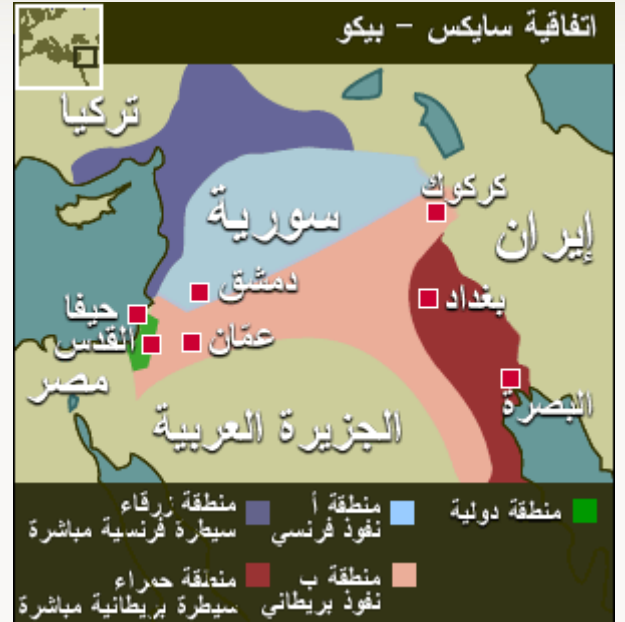 اتفاقية سايكس – بيكو
تركيا
كركوك
سورية
إيران
دمشق
بغداد
حيفا
القدس
عمّان
مصر
البصرة
الجزيرة العربية
منطقة دولية
منطقة أ
نفوذ فرنسي
منطقة زرقاء
سيطرة فرنسية مباشرة
منطقة ب
نفوذ بريطاني
منطقة حمراء
سيطرة بريطانية مباشرة